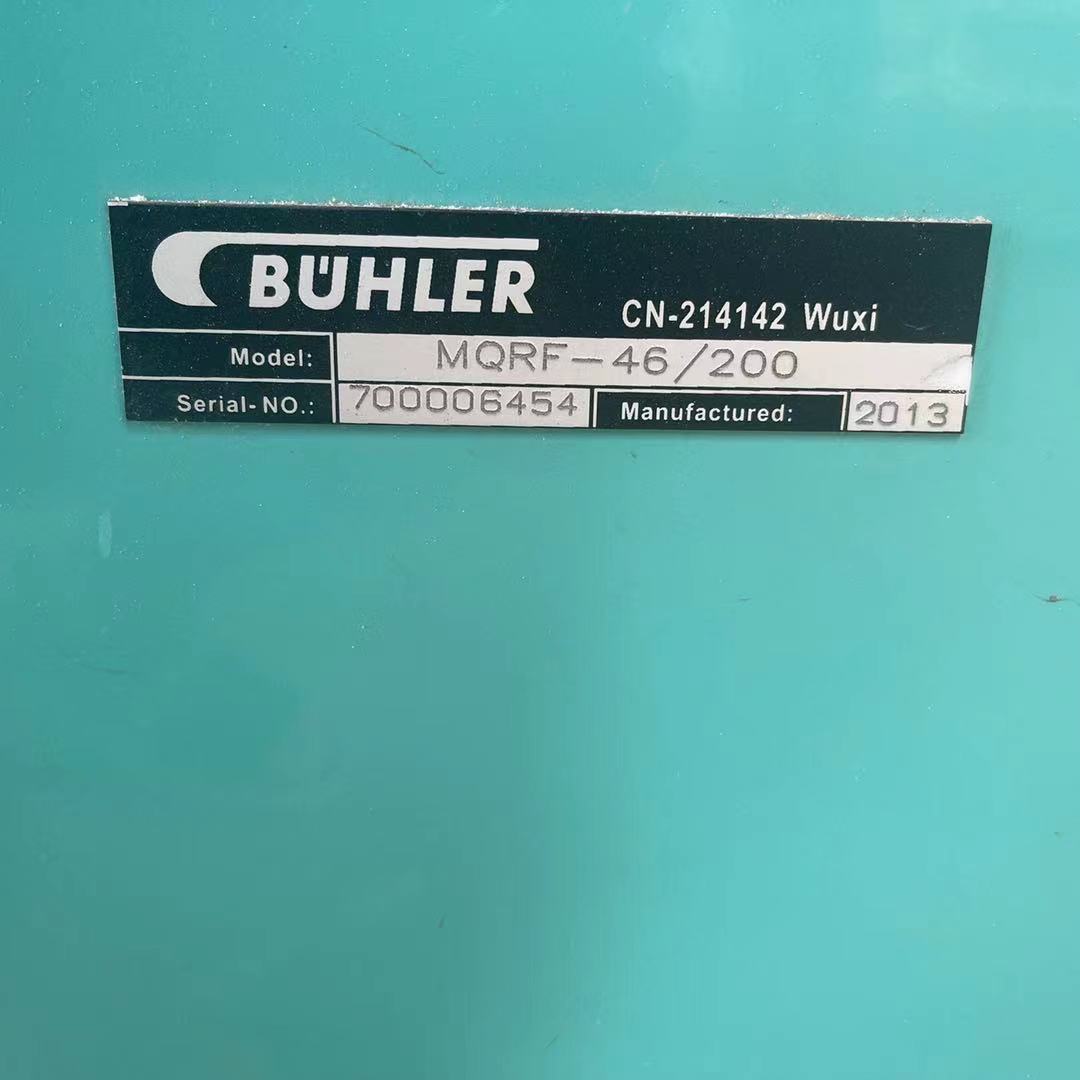 BÜHLER
CN-214142 Wuxi
Model: MQRF-46/200
Serial-NO.: 700006454 Manufactured: 2013